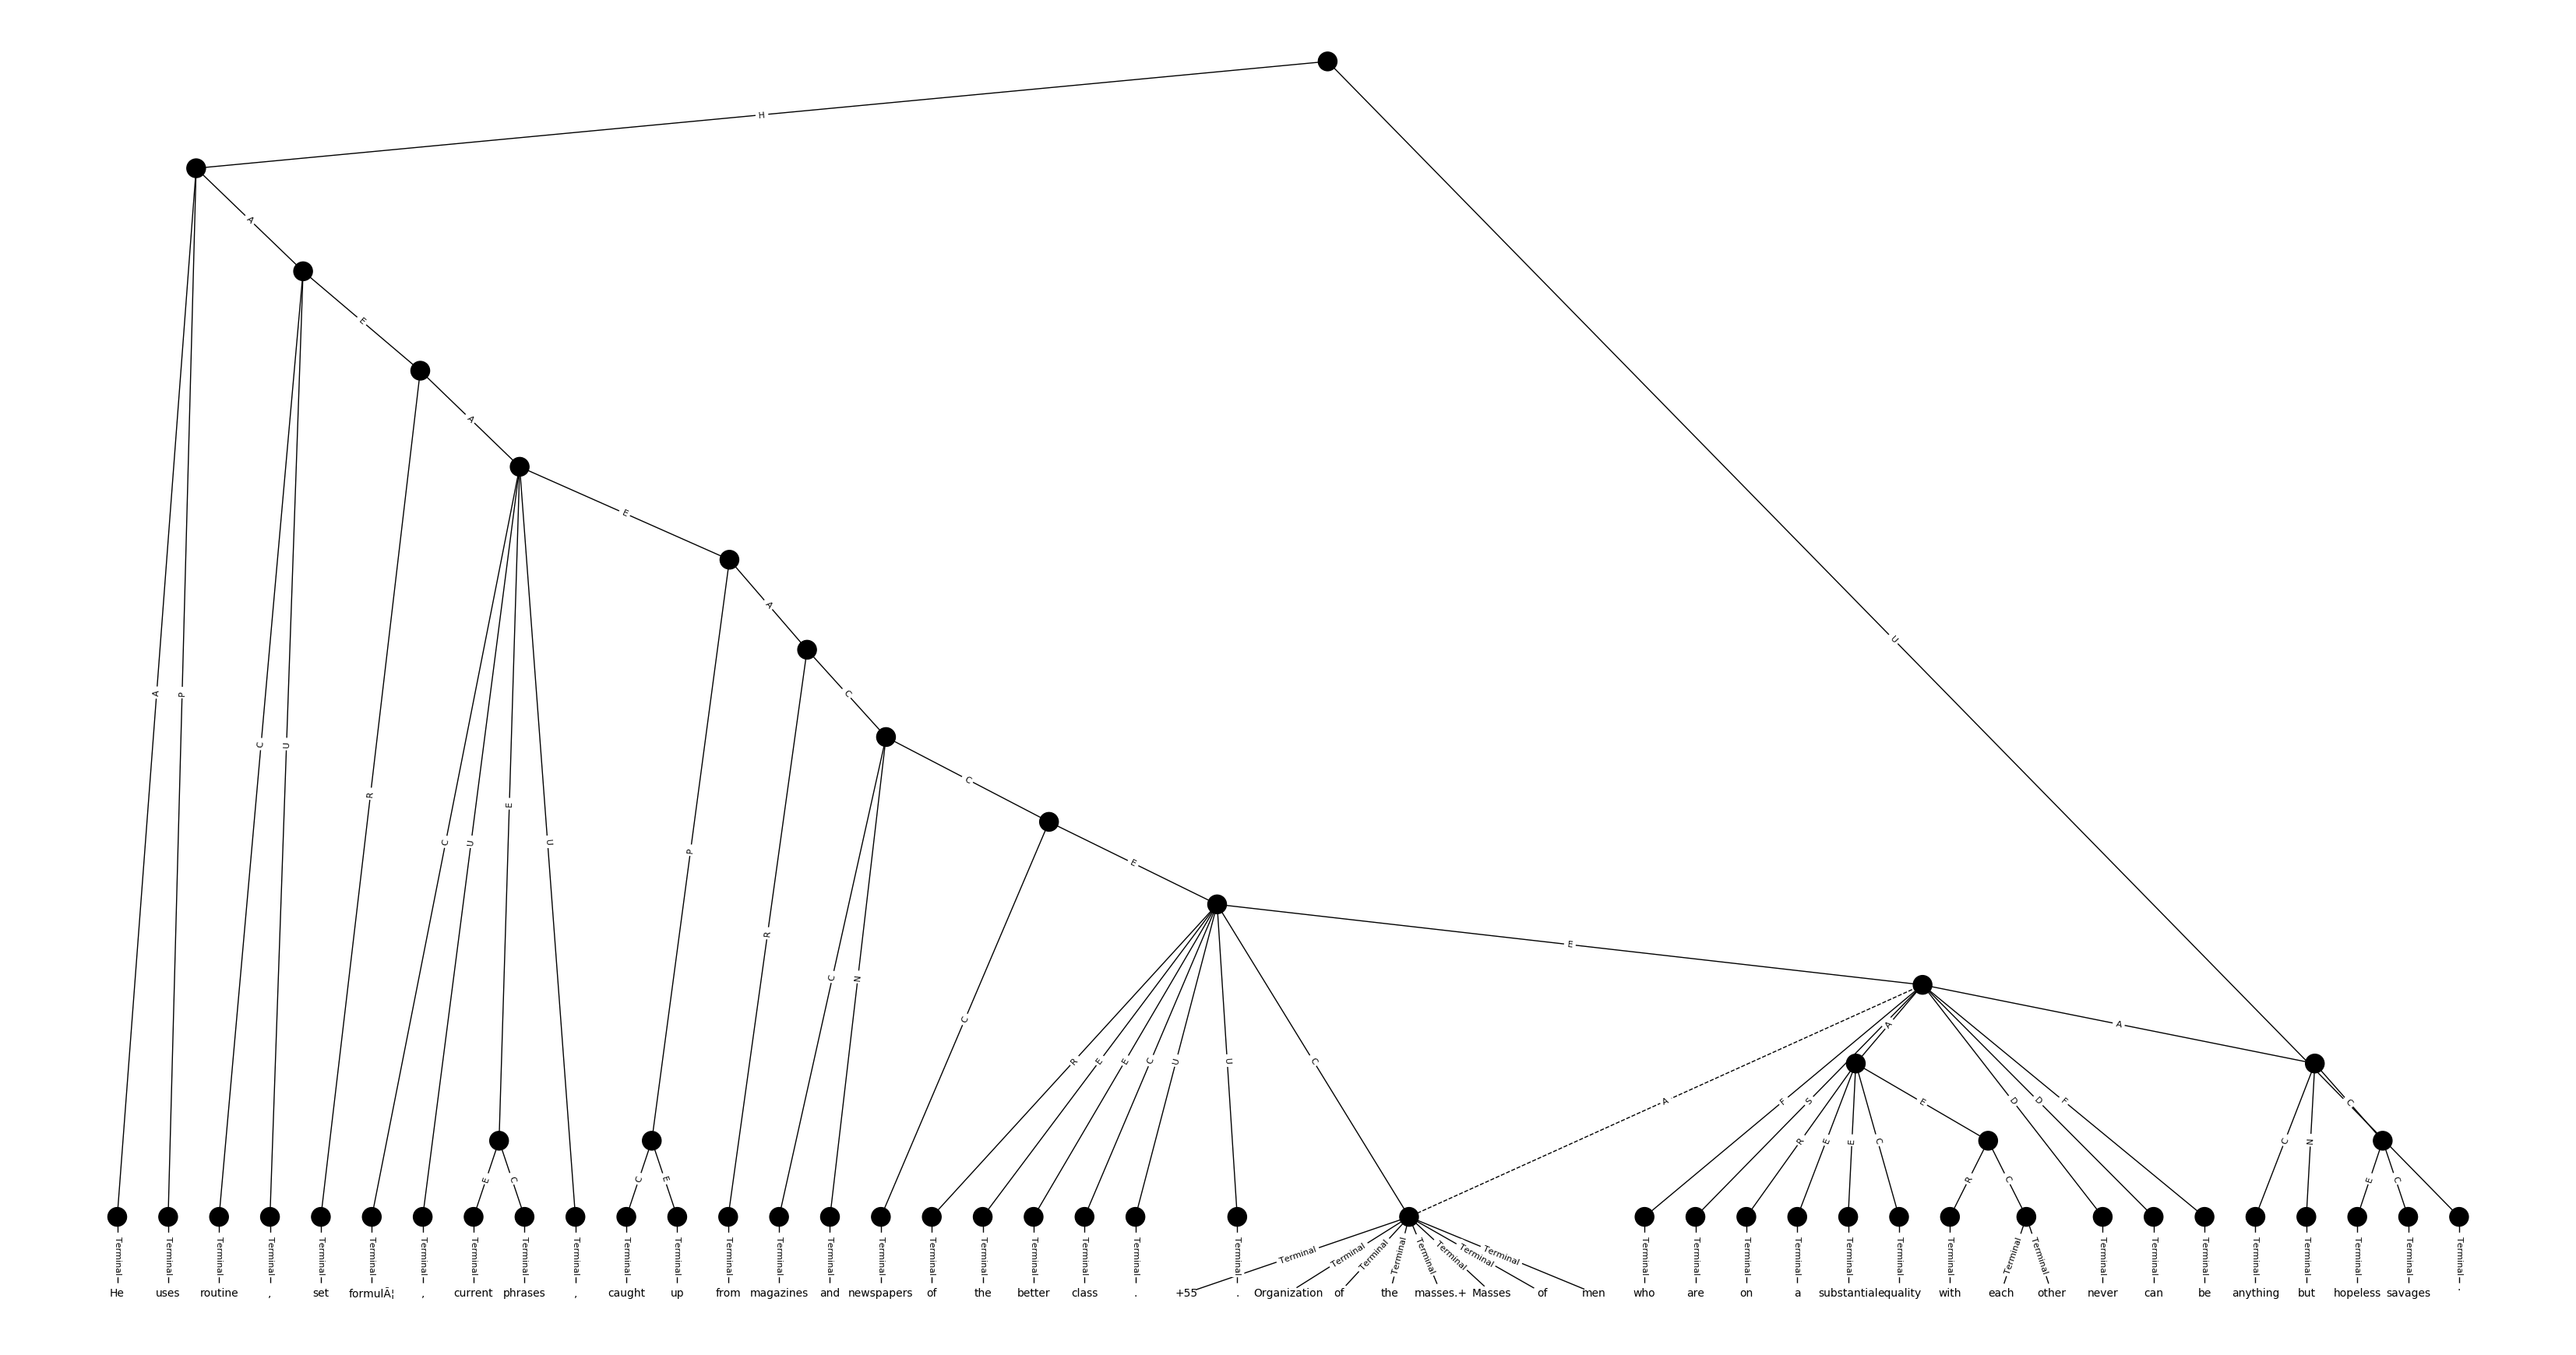 H
A
E
A
E
A
U
C
A
P
C
U
R
C
U
E
U
P
R
C
N
C
C
E
E
R
E
E
C
U
U
C
A
A
A
F
S
R
E
E
C
E
D
D
F
C
N
C
E
C
C
E
R
C
E
C
Terminal Terminal Terminal Terminal Terminal Terminal Terminal Terminal Terminal Terminal Terminal Terminal Terminal Terminal Terminal Terminal Terminal Terminal Terminal Terminal Terminal Terminal Terminal Terminal Terminal Terminal Terminal Terminal Terminal Terminal Terminal Terminal Terminal Terminal Terminal Terminal Terminal Terminal Terminal Terminal Terminal Terminal Terminal Terminal Terminal Terminal Terminal
He uses routine , set formulÃ¦ , current phrases , caught up from magazines and newspapers of the better class . +55 . Organization of the masses.+ Masses of men who are on a substantial equality with each other never can be anything but hopeless savages .